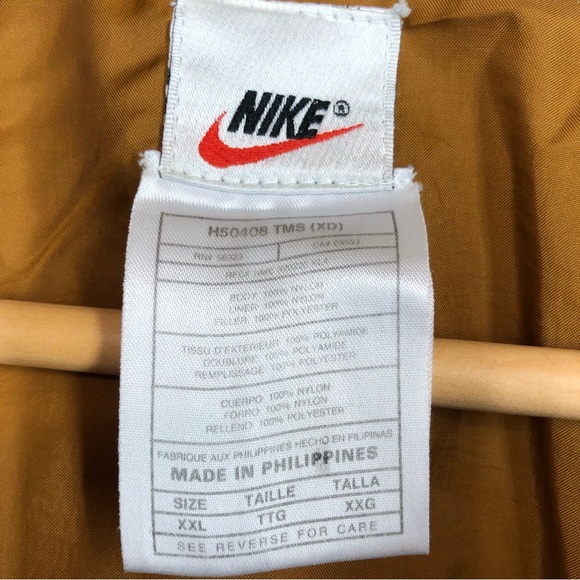 NIKE®
H50408 TMS (XD)
RN# 56323 CA# 05553
BODY: 100% NYLON
LINER: 100% NYLON
FILLER: 100% POLYESTER
TISSU D'EXTERIEUR: 100% POLYAMIDE
DOUBLURE: 100% POLYAMIDE
REMPLISSAGE: 100% POLYESTER
CUERPO: 100% NYLON
FORRO: 100% NYLON
RELLENO: 100% POLYESTER
FABRIQUE AUX PHILIPPINES HECHO EN FILIPINAS
MADE IN PHILIPPINES
SIZE TAILLE TALLA
XXL TTG XXG
SEE REVERSE FOR CARE